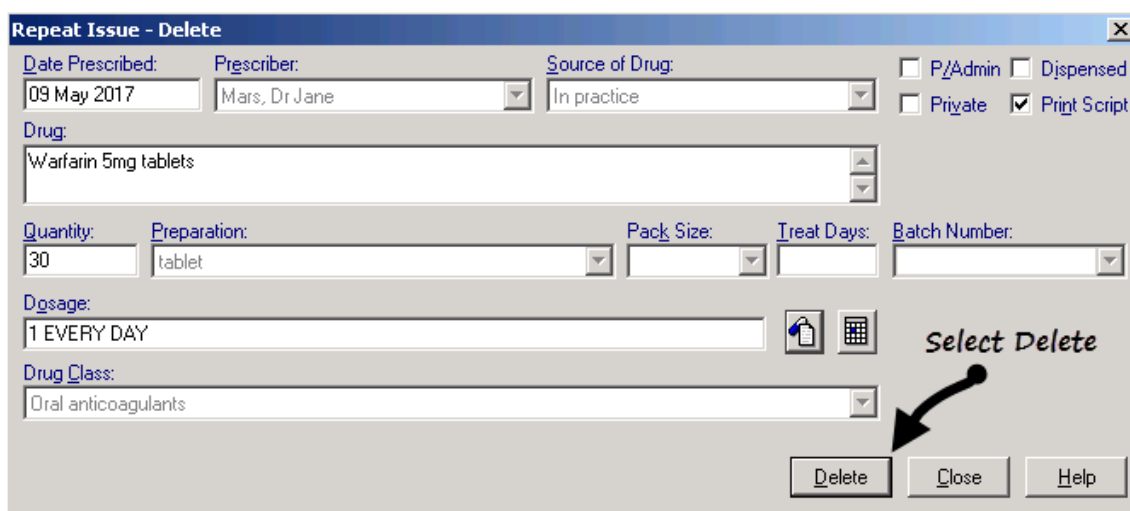 Repeat Issue - Delete
Date Prescribed: Prescriber: Source of Drug:
P/Admin Dispensed
09 May 2017 Mars, Dr Jane In practice
Private Print Script
Drug:
Warfarin 5mg tablets
Quantity: Preparation: Pack Size: Treat Days: Batch Number:
30 tablet
Dosage:
1 EVERY DAY
Select Delete
Drug Class:
Oral anticoagulants
Delete Close Help